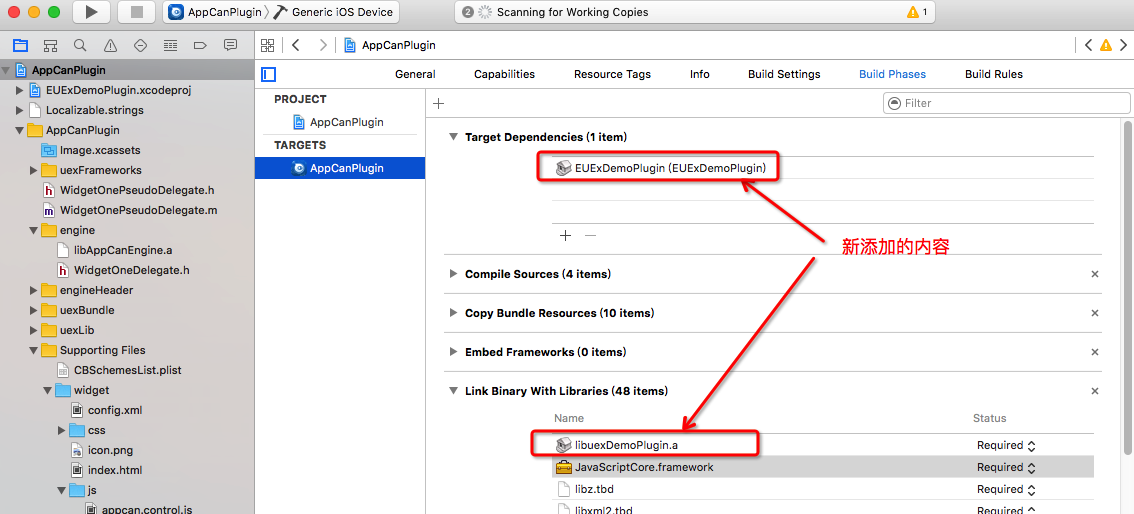 AppCanPlugin
Generic iOS Device
2
Scanning for Working Copies
1
AppCanPlugin
EUExDemoPlugin.xcodeproj
Localizable.strings
AppCanPlugin
Image.xcassets
uexFrameworks
h WidgetOnePseudoDelegate.h
m WidgetOnePseudoDelegate.m
engine
libAppCanEngine.a
h WidgetOneDelegate.h
engineHeader
uexBundle
uexLib
Supporting Files
CBSchemesList.plist
widget
config.xml
css
icon.png
index.html
js
appcan.control.js
AppCanPlugin
General Capabilities Resource Tags Info Build Settings Build Phases Build Rules
PROJECT
AppCanPlugin
TARGETS
AppCanPlugin
Filter
Target Dependencies (1 item)
EUExDemoPlugin (EUExDemoPlugin)
新添加的内容
Compile Sources (4 items)
Copy Bundle Resources (10 items)
Embed Frameworks (0 items)
Link Binary With Libraries (48 items)
Name Status
libuexDemoPlugin.a Required
JavaScriptCore.framework Required
libz.tbd Required
libxml2.tbd Required